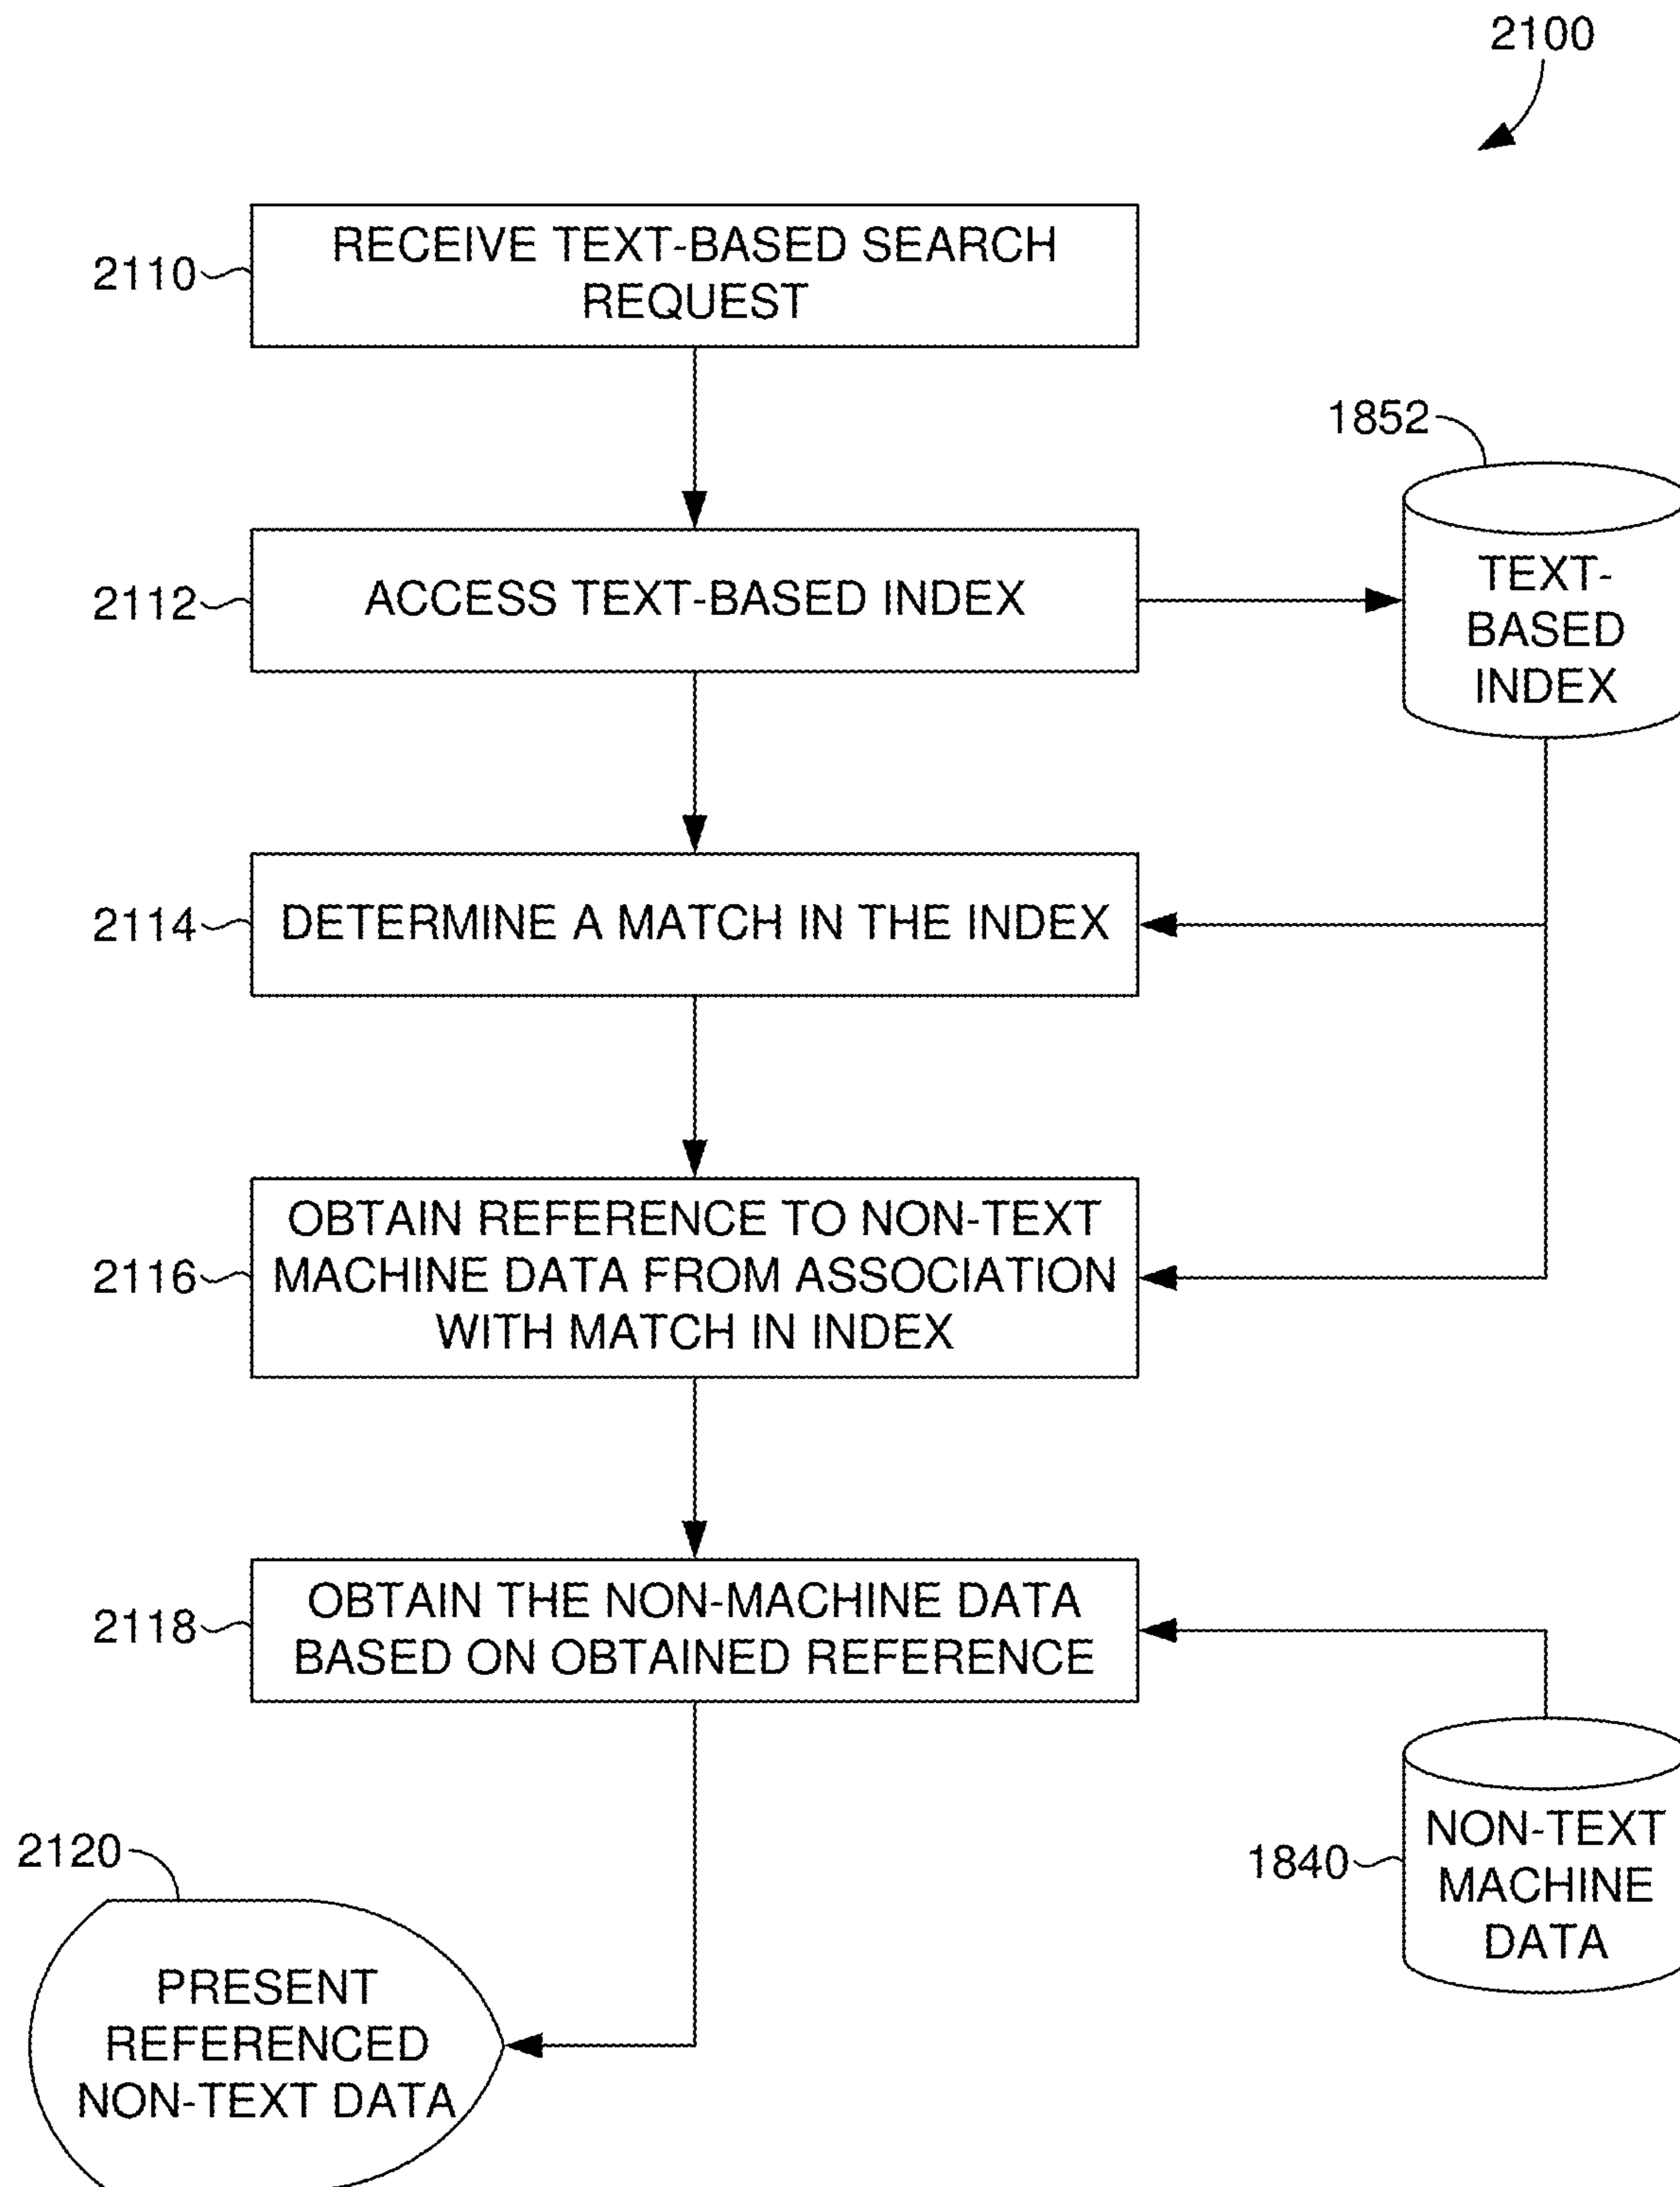 2100
2110
RECEIVE TEXT-BASED SEARCH
REQUEST
1852
2112
ACCESS TEXT-BASED INDEX
TEXT-
BASED
INDEX
2114
DETERMINE A MATCH IN THE INDEX
2116
OBTAIN REFERENCE TO NON-TEXT
MACHINE DATA FROM ASSOCIATION
WITH MATCH IN INDEX
2118
OBTAIN THE NON-MACHINE DATA
BASED ON OBTAINED REFERENCE
1840
NON-TEXT
MACHINE
DATA
2120
PRESENT
REFERENCED
NON-TEXT DATA